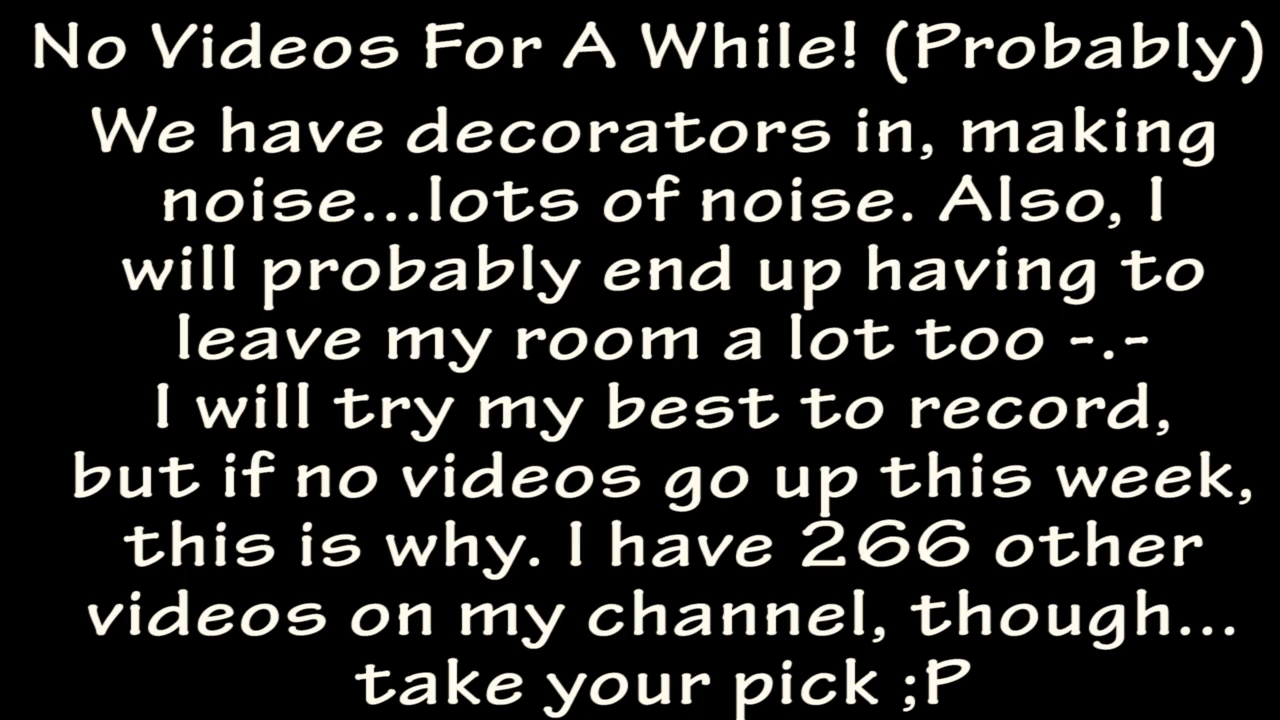 No Videos For A While! (Probably)
We have decorators in, making
noise...lots of noise. Also, I
will probably end up having to
leave my room a lot too -.-
I will try my best to record,
but if no videos go up this week,
this is why. I have 266 other
videos on my channel, though...
take your pick ;P